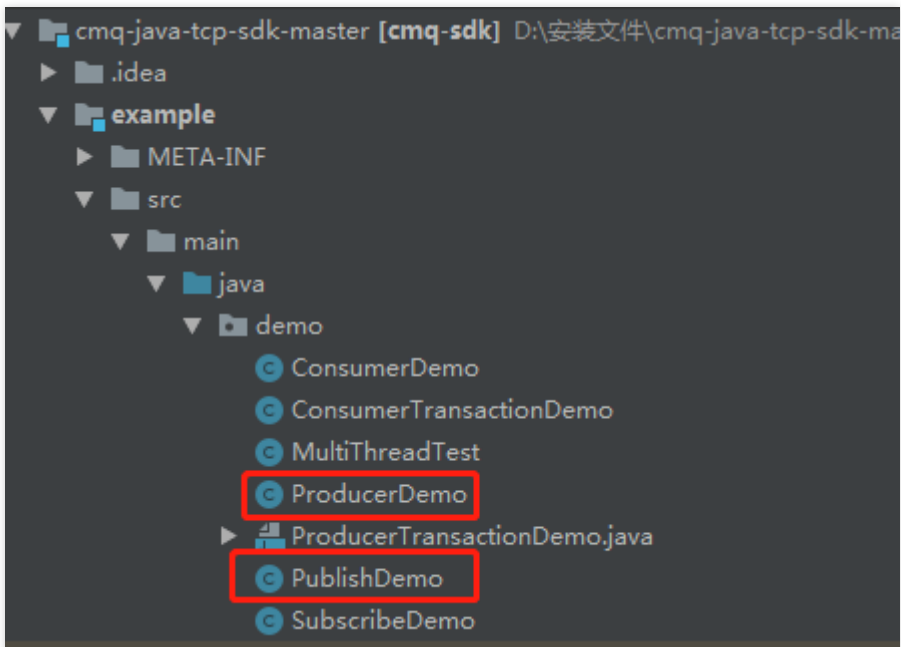 cmq-java-tcp-sdk-master [cmq-sdk] D:\安装文件\cmq-java-tcp-sdk-ma
.idea
example
META-INF
src
main
java
demo
ConsumerDemo
ConsumerTransactionDemo
MultiThreadTest
ProducerDemo
ProducerTransactionDemo.java
PublishDemo
SubscribeDemo